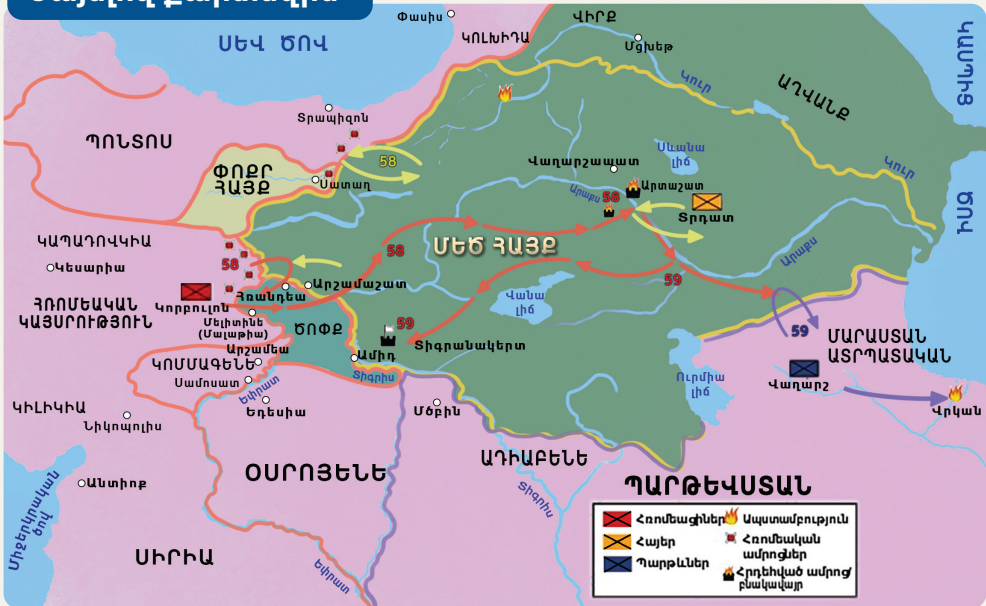 Փասիս
ՎԻՐՔ
ԿՈԼԽԻԴԱ
ՍԵՎ ԾՈՎ
Մցխեթ
Կուր
ԱՂՎԱՆՔ
ՊՈՆՏՈՍ
Տրապիզոն
58
ՓՈՔՐ
ՀԱՅՔ
Սատաղ
Վաղարշապատ
Սևանա
լիճ
Կուր
Արաքս
58
Արտաշատ
Տրդատ
ԿԱՊԱԴՈՎԿԻԱ
Կեսարիա
58
58
ՄԵԾ ՀԱՅՔ
Արաքս
59
ՀՌՈՄԵԱԿԱՆ
ԿԱՅՍՐՈՒԹՅՈՒՆ
Կորբուլոն
Հռանդեա
Արշամաշատ
Մելիտինե
(Մալաթիա)
ԾՈՓՔ
Վանա
լիճ
59
59
ՄԱՐԱՍՏԱՆ
ԱՏՐՊԱՏԱԿԱՆ
Արշամեա
ԿՈՄՄԱԳԵՆԵ
Սամոսատ
Ամիդ
Տիգրանակերտ
Տիգրիս
Եփրատ
Ուրմիա
լիճ
Վաղարշ
Վրկան
ԿԻԼԻԿԻԱ
Նիկոպոլիս
Եդեսիա
Մծբին
ՕՍՐՈՅԵՆԵ
ԱԴԻԱԲԵՆԵ
Տիգրիս
ՊԱՐԹԵՎՍՏԱՆ
Անտիոք
Միջերկրական
ծով
ՍԻՐԻԱ
Եփրատ
Հռոմեացիներ
Ապստամբություն
Հայեր
Հռոմեական
ամրոցներ
Պարթևներ
Հրդեհված ամրոց/
բնակավայր